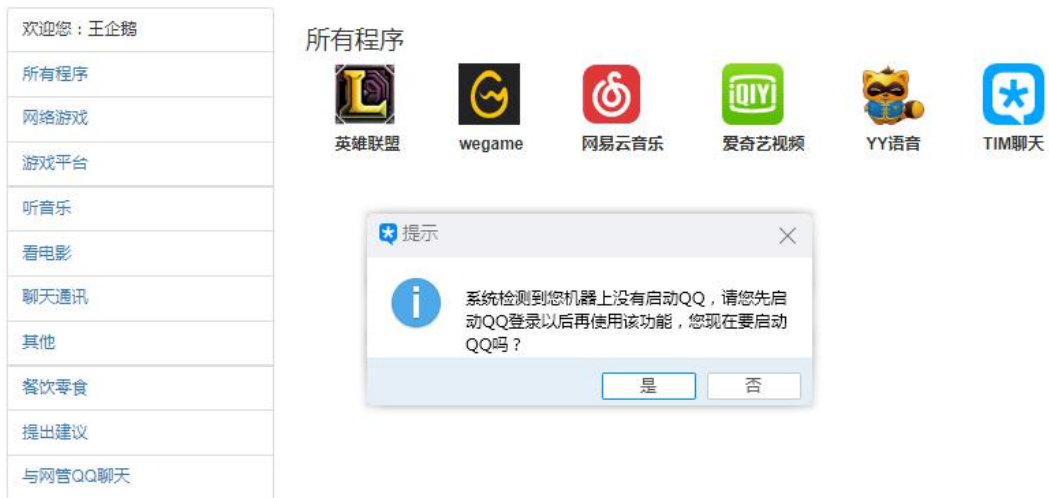 欢迎您：王企鹅
所有程序
网络游戏
游戏平台
听音乐
看电影
聊天通讯
其他
餐饮零食
提出建议
与网管QQ聊天
所有程序
L
iQIYI
英雄联盟 wegame 网易云音乐 爱奇艺视频 YY语音 TIM聊天
提示
系统检测到您机器上没有启动QQ，请您先启
动QQ登录以后再使用该功能，您现在要启动
QQ吗？
是 否